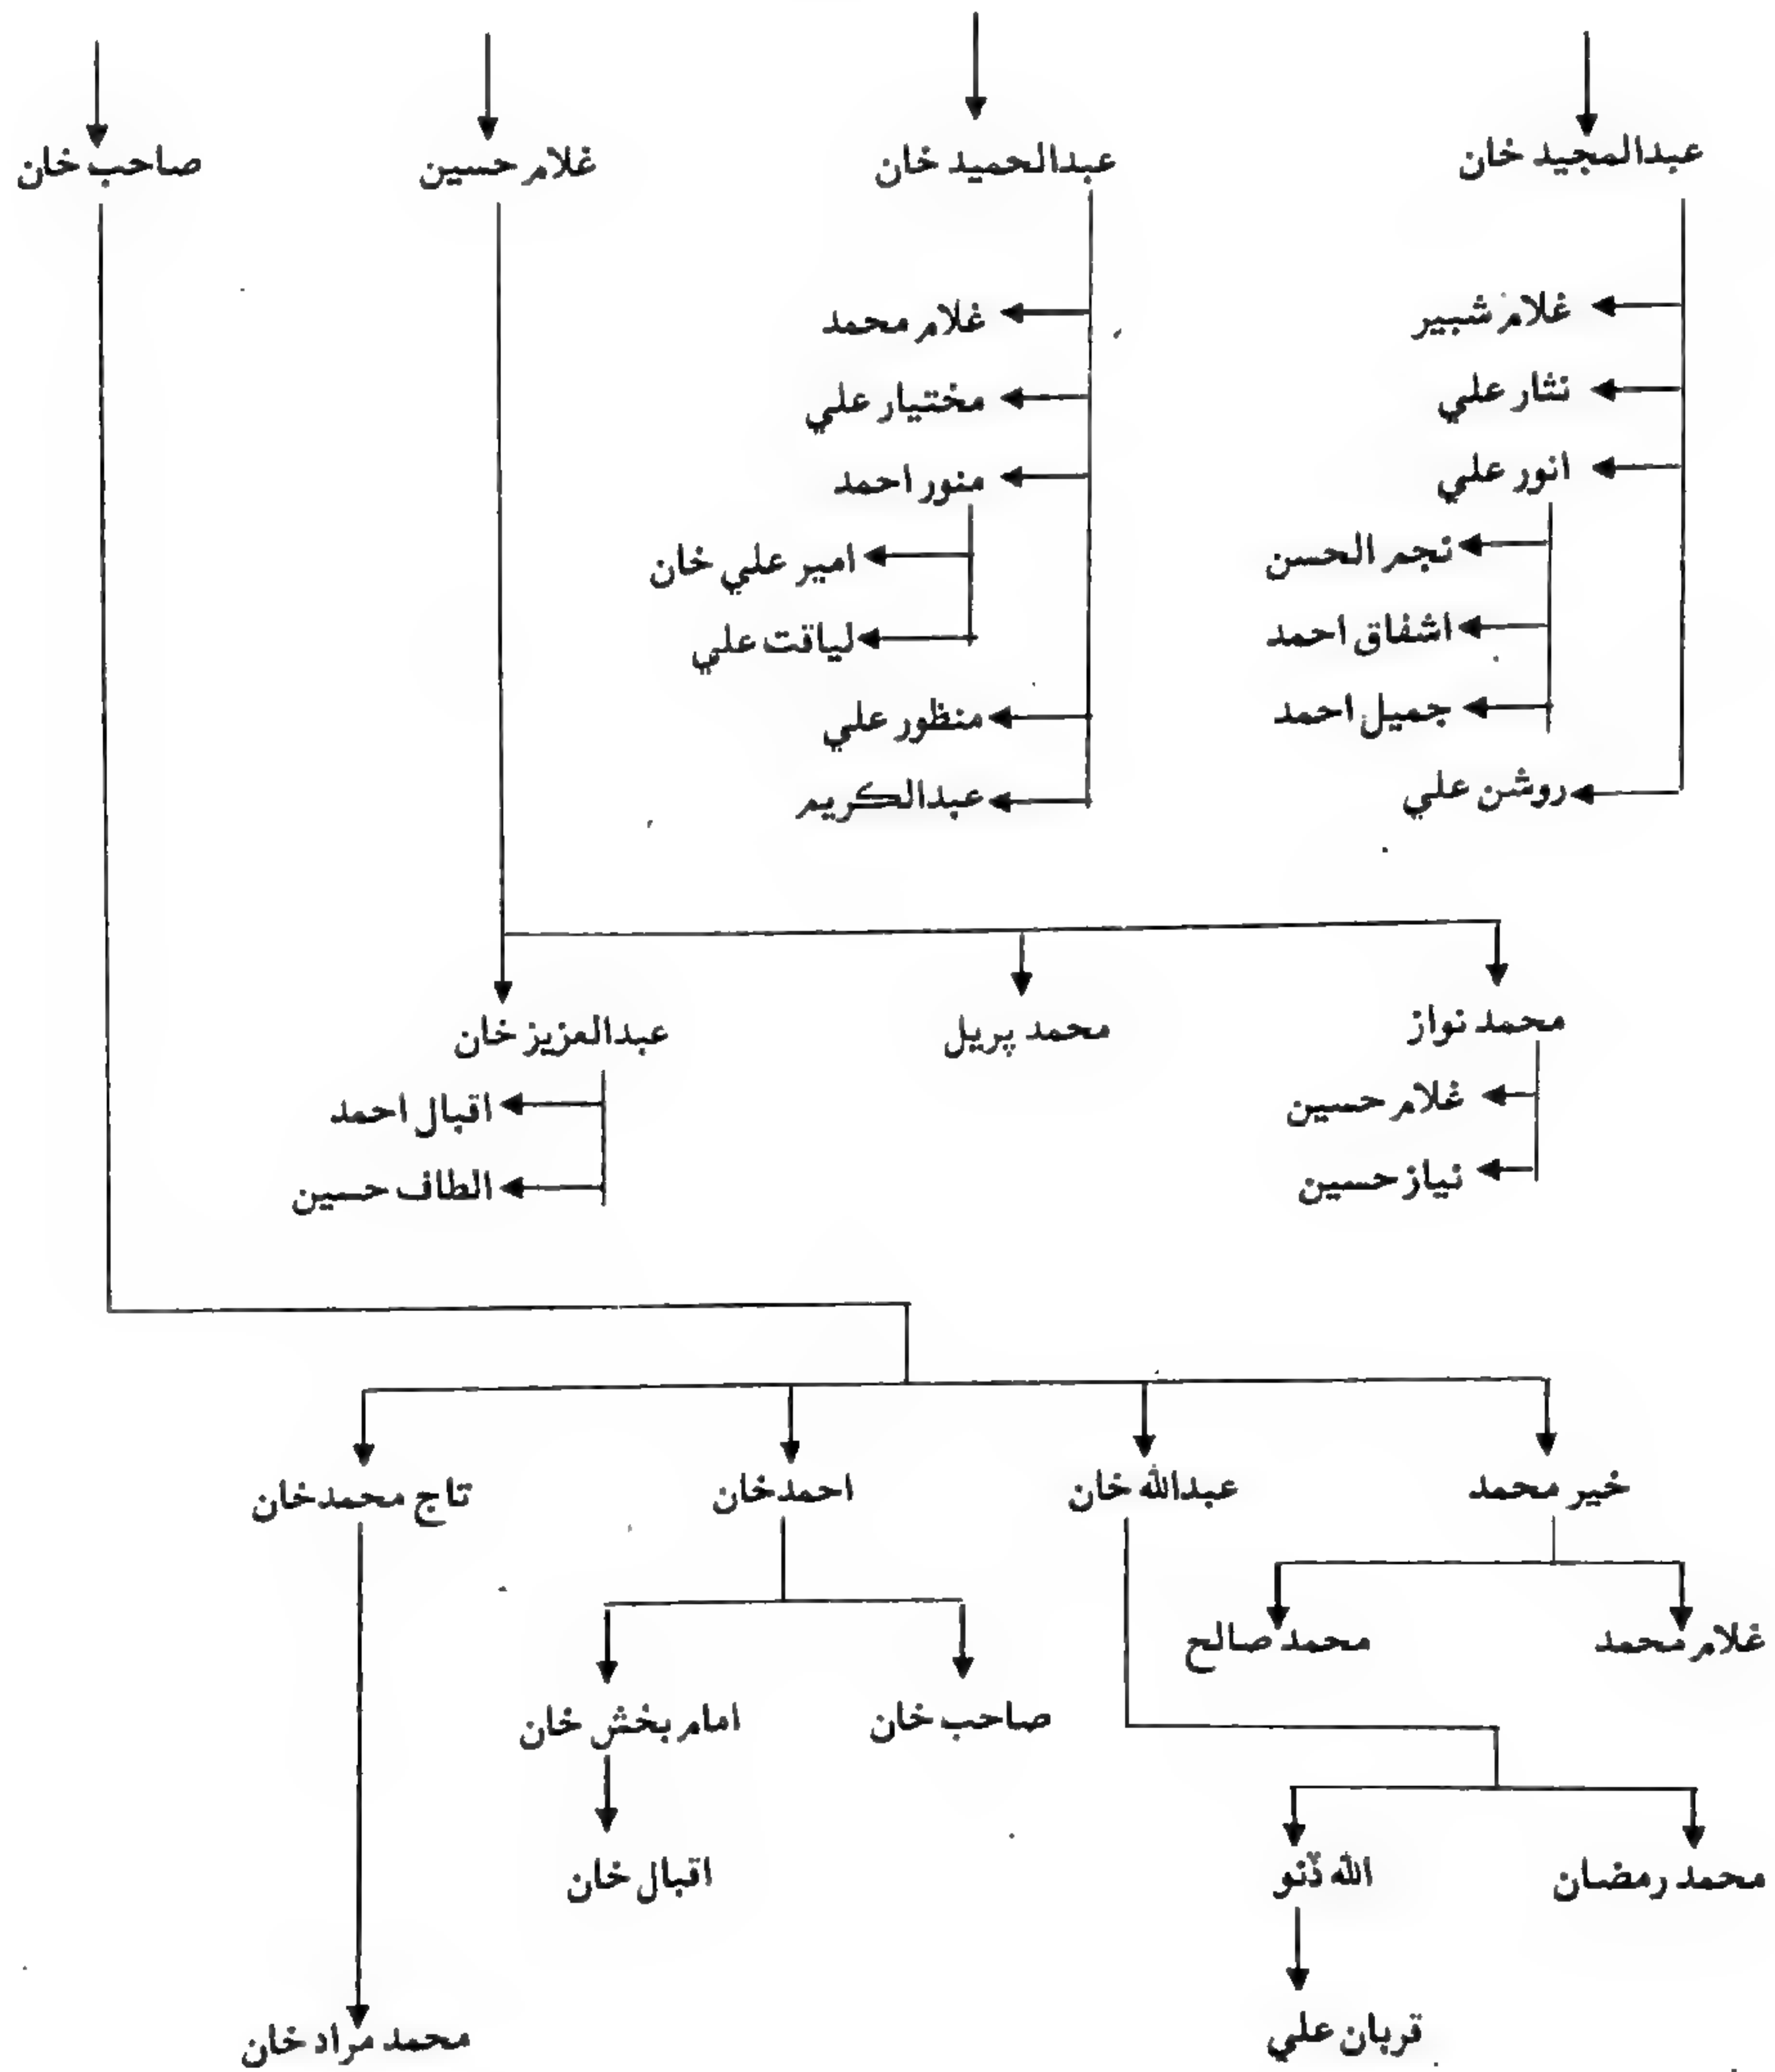 عبدالمجيد خان
عبدالحميد خان
غلام حسين
صاحب خان
غلام شبير
نثار علي
انور علي
نجم الحسن
اشفاق احمد
جميل احمد
روشن علي
غلام محمد
مختيار علي
منور احمد
امير علي خان
لياقت علي
منظور علي
عبدالڪريم
محمد نواز
غلام حسين
نياز حسين
محمد پريل
عبدالعزيز خان
اقبال احمد
الطاف حسين
خير محمد
عبدالله خان
احمد خان
تاج محمد خان
غلام محمد
محمد صالح
صاحب خان
امام بخش خان
محمد رمضان
الله ڏنو
اقبال خان
قربان علي
محمد مراد خان